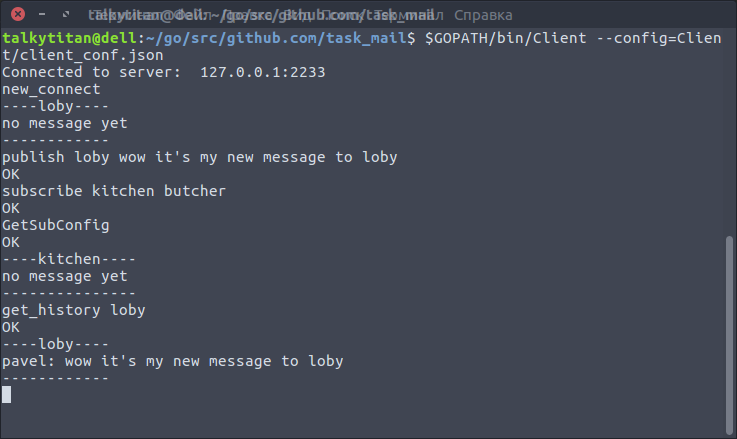 talkytitan@dell: ~/go/src/github.com/task_mail Терминал Справка
talkytitan@dell:~/go/src/github.com/task_mail$ $GOPATH/bin/Client --config=Clien
t/client_conf.json
Connected to server:  127.0.0.1:2233
new_connect
----loby----
no message yet
------------
publish loby wow it's my new message to loby
OK
subscribe kitchen butcher
OK
GetSubConfig
OK
----kitchen----
no message yet
---------------
get_history loby
OK
----loby----
pavel: wow it's my new message to loby
------------